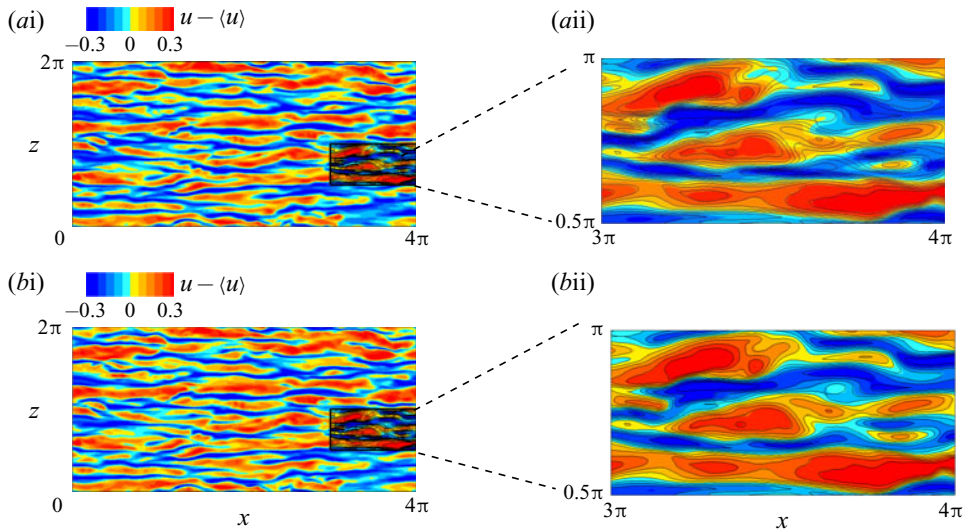 (ai)
u − ⟨u⟩
−0.3 0 0.3
2π
z
0
4π
(aii)
π
0.5π
3π
4π
(bi)
u − ⟨u⟩
−0.3 0 0.3
2π
z
0
x
4π
(bii)
π
0.5π
3π
x
4π